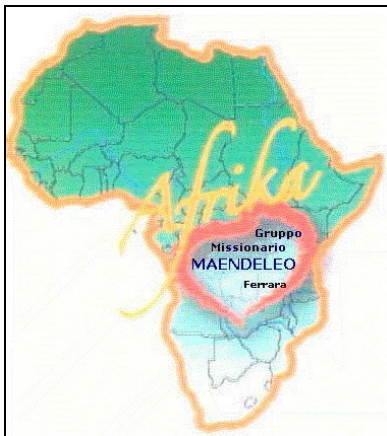 Afrika
Gruppo
Missionario
MAENDELEO
Ferrara